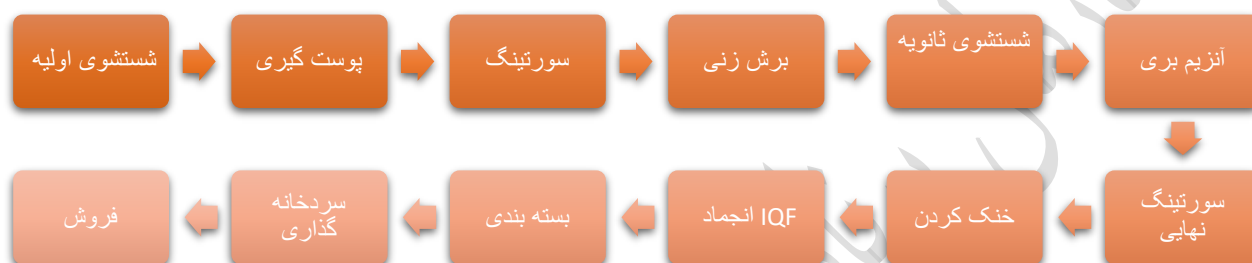 شستشوی اولیه
پوست گیری
سورتینگ
برش زنی
شستشوی ثانویه
آنزیم بری
سورتینگ
نهایی
خنک کردن
انجماد IQF
بسته بندی
سردخانه
گذاری
فروش